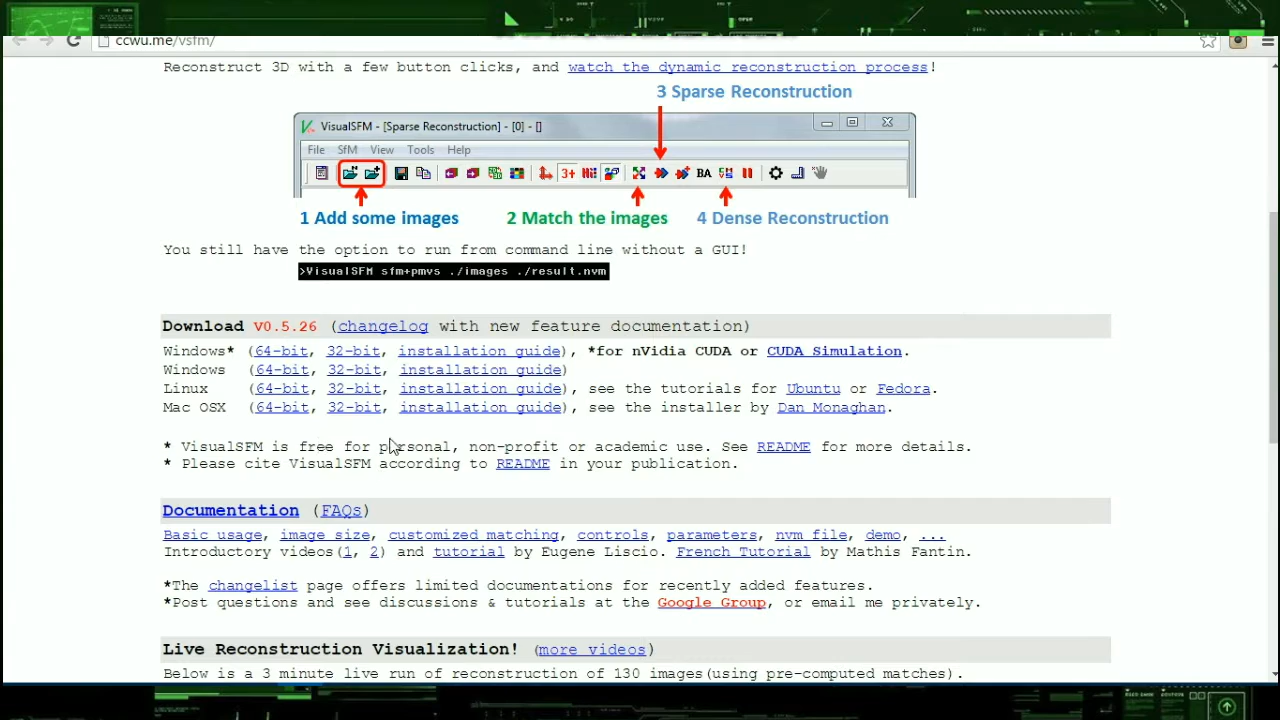 ccwu.me/vsfm/
Reconstruct 3D with a few button clicks, and watch the dynamic reconstruction process!
3 Sparse Reconstruction
VisualSFM - [Sparse Reconstruction] - [0] - []
File SfM View Tools Help
3+ BA
1 Add some images 2 Match the images 4 Dense Reconstruction
You still have the option to run from command line without a GUI!
>VisualSFM sfm+pmvs ./images ./result.nvm
Download V0.5.26 (changelog with new feature documentation)
Windows* (64-bit, 32-bit, installation guide), *for nVidia CUDA or CUDA Simulation.
Windows (64-bit, 32-bit, installation guide)
Linux (64-bit, 32-bit, installation guide), see the tutorials for Ubuntu or Fedora.
Mac OSX (64-bit, 32-bit, installation guide), see the installer by Dan Monaghan.
* VisualSFM is free for personal, non-profit or academic use. See README for more details.
* Please cite VisualSFM according to README in your publication.
Documentation (FAQs)
Basic usage, image size, customized matching, controls, parameters, nvm file, demo, ...
Introductory videos(1, 2) and tutorial by Eugene Liscio. French Tutorial by Mathis Fantin.
*The changelist page offers limited documentations for recently added features.
*Post questions and see discussions & tutorials at the Google Group, or email me privately.
Live Reconstruction Visualization! (more videos)
Below is a 3 minute live run of reconstruction of 130 images(using pre-computed matches).